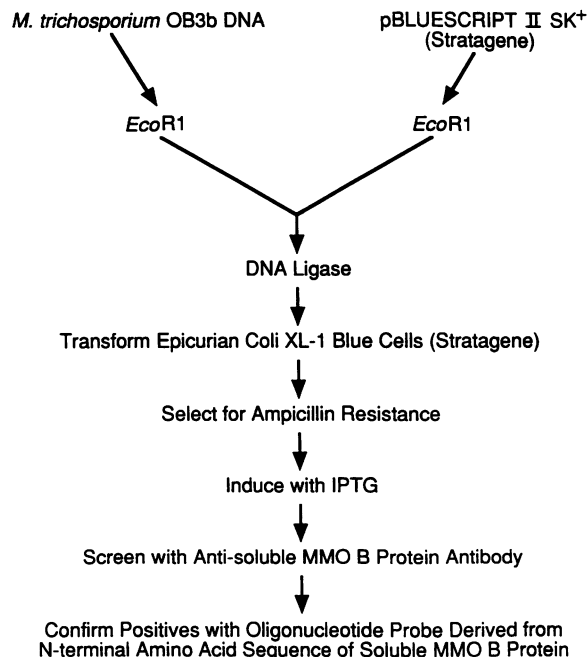 M. trichosporium OB3b DNA
pBLUESCRIPT II SK+
(Stratagene)
EcoR1
EcoR1
DNA Ligase
Transform Epicurian Coli XL-1 Blue Cells (Stratagene)
Select for Ampicillin Resistance
Induce with IPTG
Screen with Anti-soluble MMO B Protein Antibody
Confirm Positives with Oligonucleotide Probe Derived from
N-terminal Amino Acid Sequence of Soluble MMO B Protein